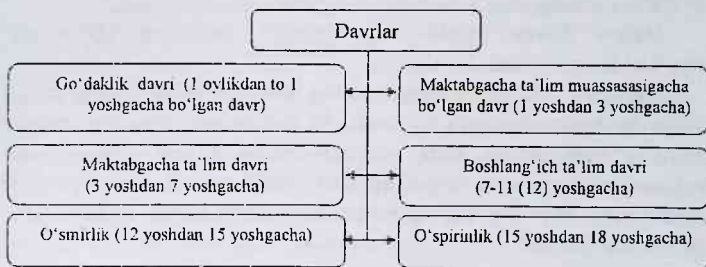 Davrlar
Go‘daklik davri (1 oylikdan to 1
yoshgacha bo‘lgan davr)
Maktabgacha ta`lim muassasasigacha
bo‘lgan davr (1 yoshdan 3 yoshgacha)
Maktabgacha ta`lim davri
(3 yoshdan 7 yoshgacha)
Boshlang‘ich ta`lim davri
(7-11 (12) yoshgacha)
O‘smirlik (12 yoshdan 15 yoshgacha)
O‘spirinlik (15 yoshdan 18 yoshgacha)